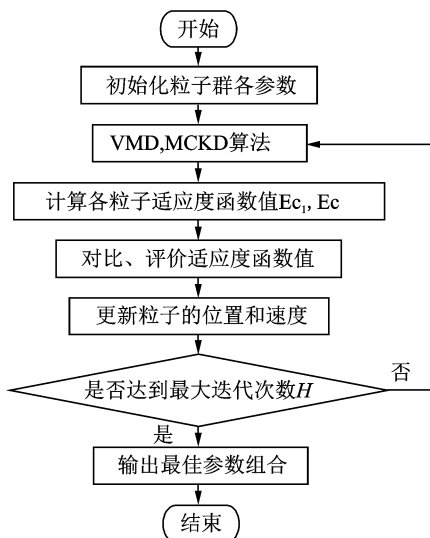 开始
初始化粒子群各参数
VMD,MCKD算法
计算各粒子适应度函数值Ec₁, Ec
对比、评价适应度函数值
更新粒子的位置和速度
是否达到最大迭代次数H
否
是
输出最佳参数组合
结束